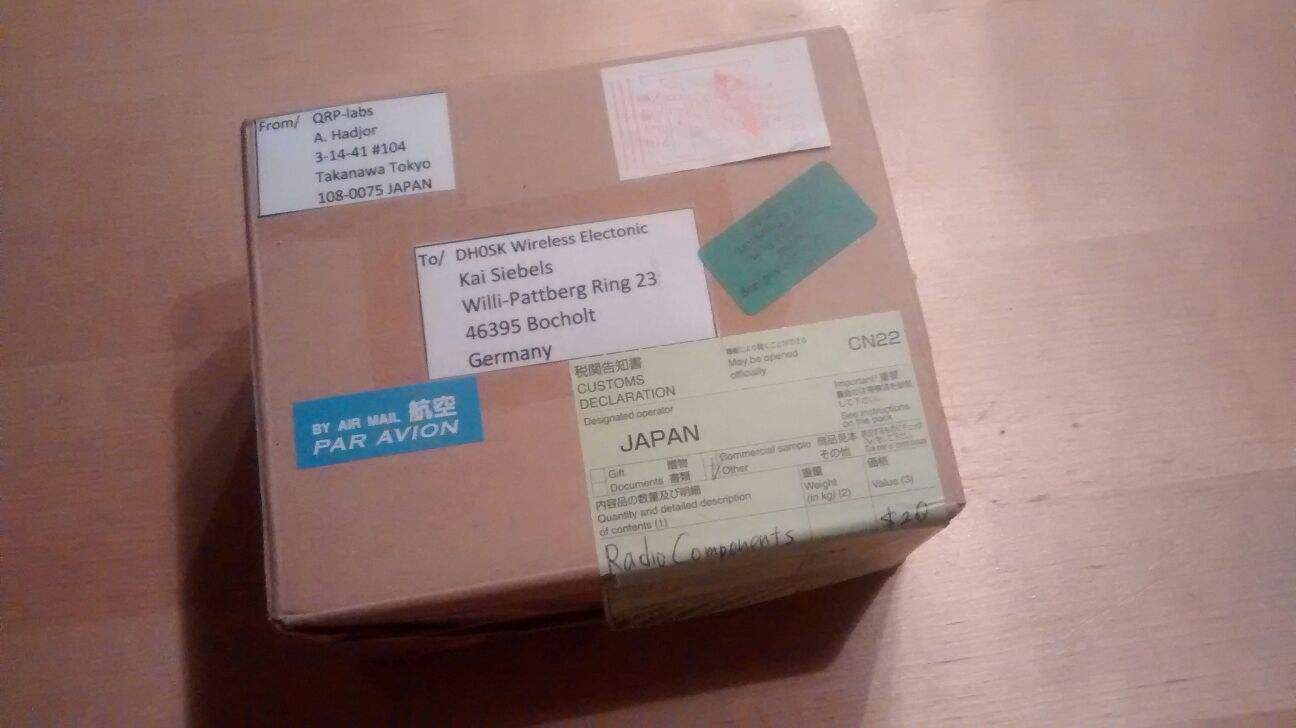 From/ QRP-labs
A. Hadjor
3-14-41 #104
Takanawa Tokyo
108-0075 JAPAN
To/ DH0SK Wireless Electonic
Kai Siebels
Willi-Pattberg Ring 23
46395 Bocholt
Germany
BY AIR MAIL 航空
PAR AVION
税関告知書
CUSTOMS
DECLARATION
May be opened
officially
CN22
Designated operator
JAPAN
Important! 重要
See instructions
on the back
Gift 贈物
Documents 書類
Commercial sample 商品見本
Other その他
内容品の数量及び明細
Quantity and detailed description
of contents (1)
重量
Weight
(in kg) (2)
価格
Value (3)
Radio Components
$20